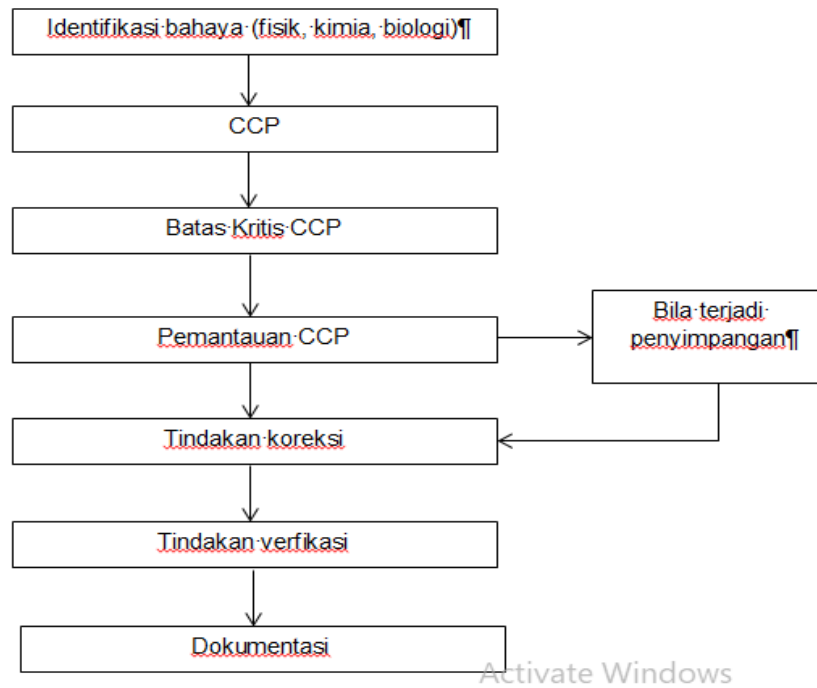 Identifikasi·bahaya·(fisik,·kimia,·biologi)¶
CCP
Batas·Kritis·CCP
Pemantauan·CCP
Bila·terjadi·
penyimpangan¶
Tindakan·koreksi
Tindakan·verfikasi
Dokumentasi
Activate Windows